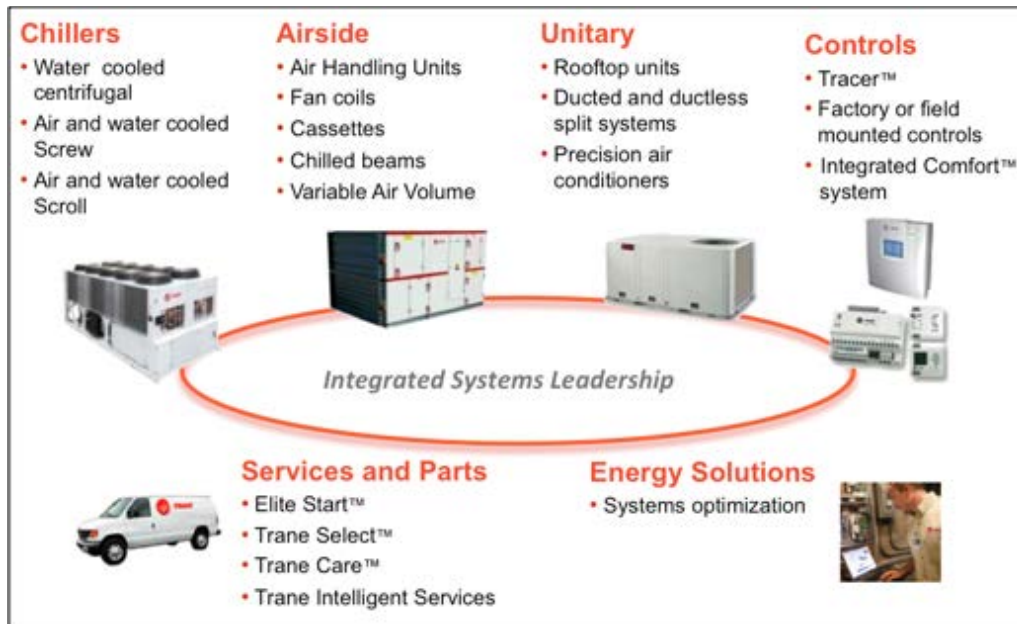 Chillers
• Water cooled
centrifugal
• Air and water cooled
Screw
• Air and water cooled
Scroll
Airside
• Air Handling Units
• Fan coils
• Cassettes
• Chilled beams
• Variable Air Volume
Unitary
• Rooftop units
• Ducted and ductless
split systems
• Precision air
conditioners
Controls
• Tracer™
• Factory or field
mounted controls
• Integrated Comfort™
system
Integrated Systems Leadership
Services and Parts
• Elite Start™
• Trane Select™
• Trane Care™
• Trane Intelligent Services
TRANE
Energy Solutions
• Systems optimization